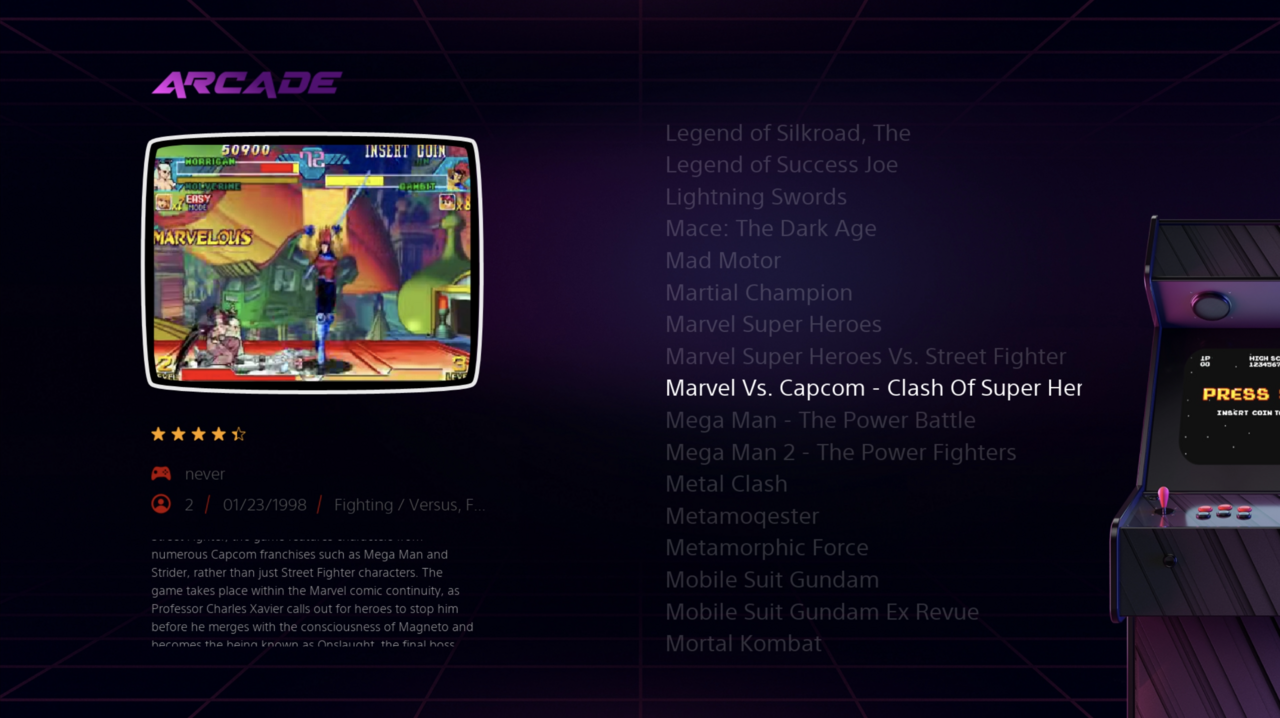 ARCADE
50900
72
INSERT COIN
MORRIGAN
WOLVERINE
GAMBIT
EASY
MODE
MARVELOUS
2
3
never
2 / 01/23/1998 / Fighting / Versus, F...
numerous Capcom franchises such as Mega Man and
Strider, rather than just Street Fighter characters. The
game takes place within the Marvel comic continuity, as
Professor Charles Xavier calls out for heroes to stop him
before he merges with the consciousness of Magneto and
becomes the being known as Onslaught, the final boss
Legend of Silkroad, The
Legend of Success Joe
Lightning Swords
Mace: The Dark Age
Mad Motor
Martial Champion
Marvel Super Heroes
Marvel Super Heroes Vs. Street Fighter
Marvel Vs. Capcom - Clash Of Super Her
Mega Man - The Power Battle
Mega Man 2 - The Power Fighters
Metal Clash
Metamoqester
Metamorphic Force
Mobile Suit Gundam
Mobile Suit Gundam Ex Revue
Mortal Kombat
1P
00
HIGH SC
1234567
PRESS
INSERT COIN T